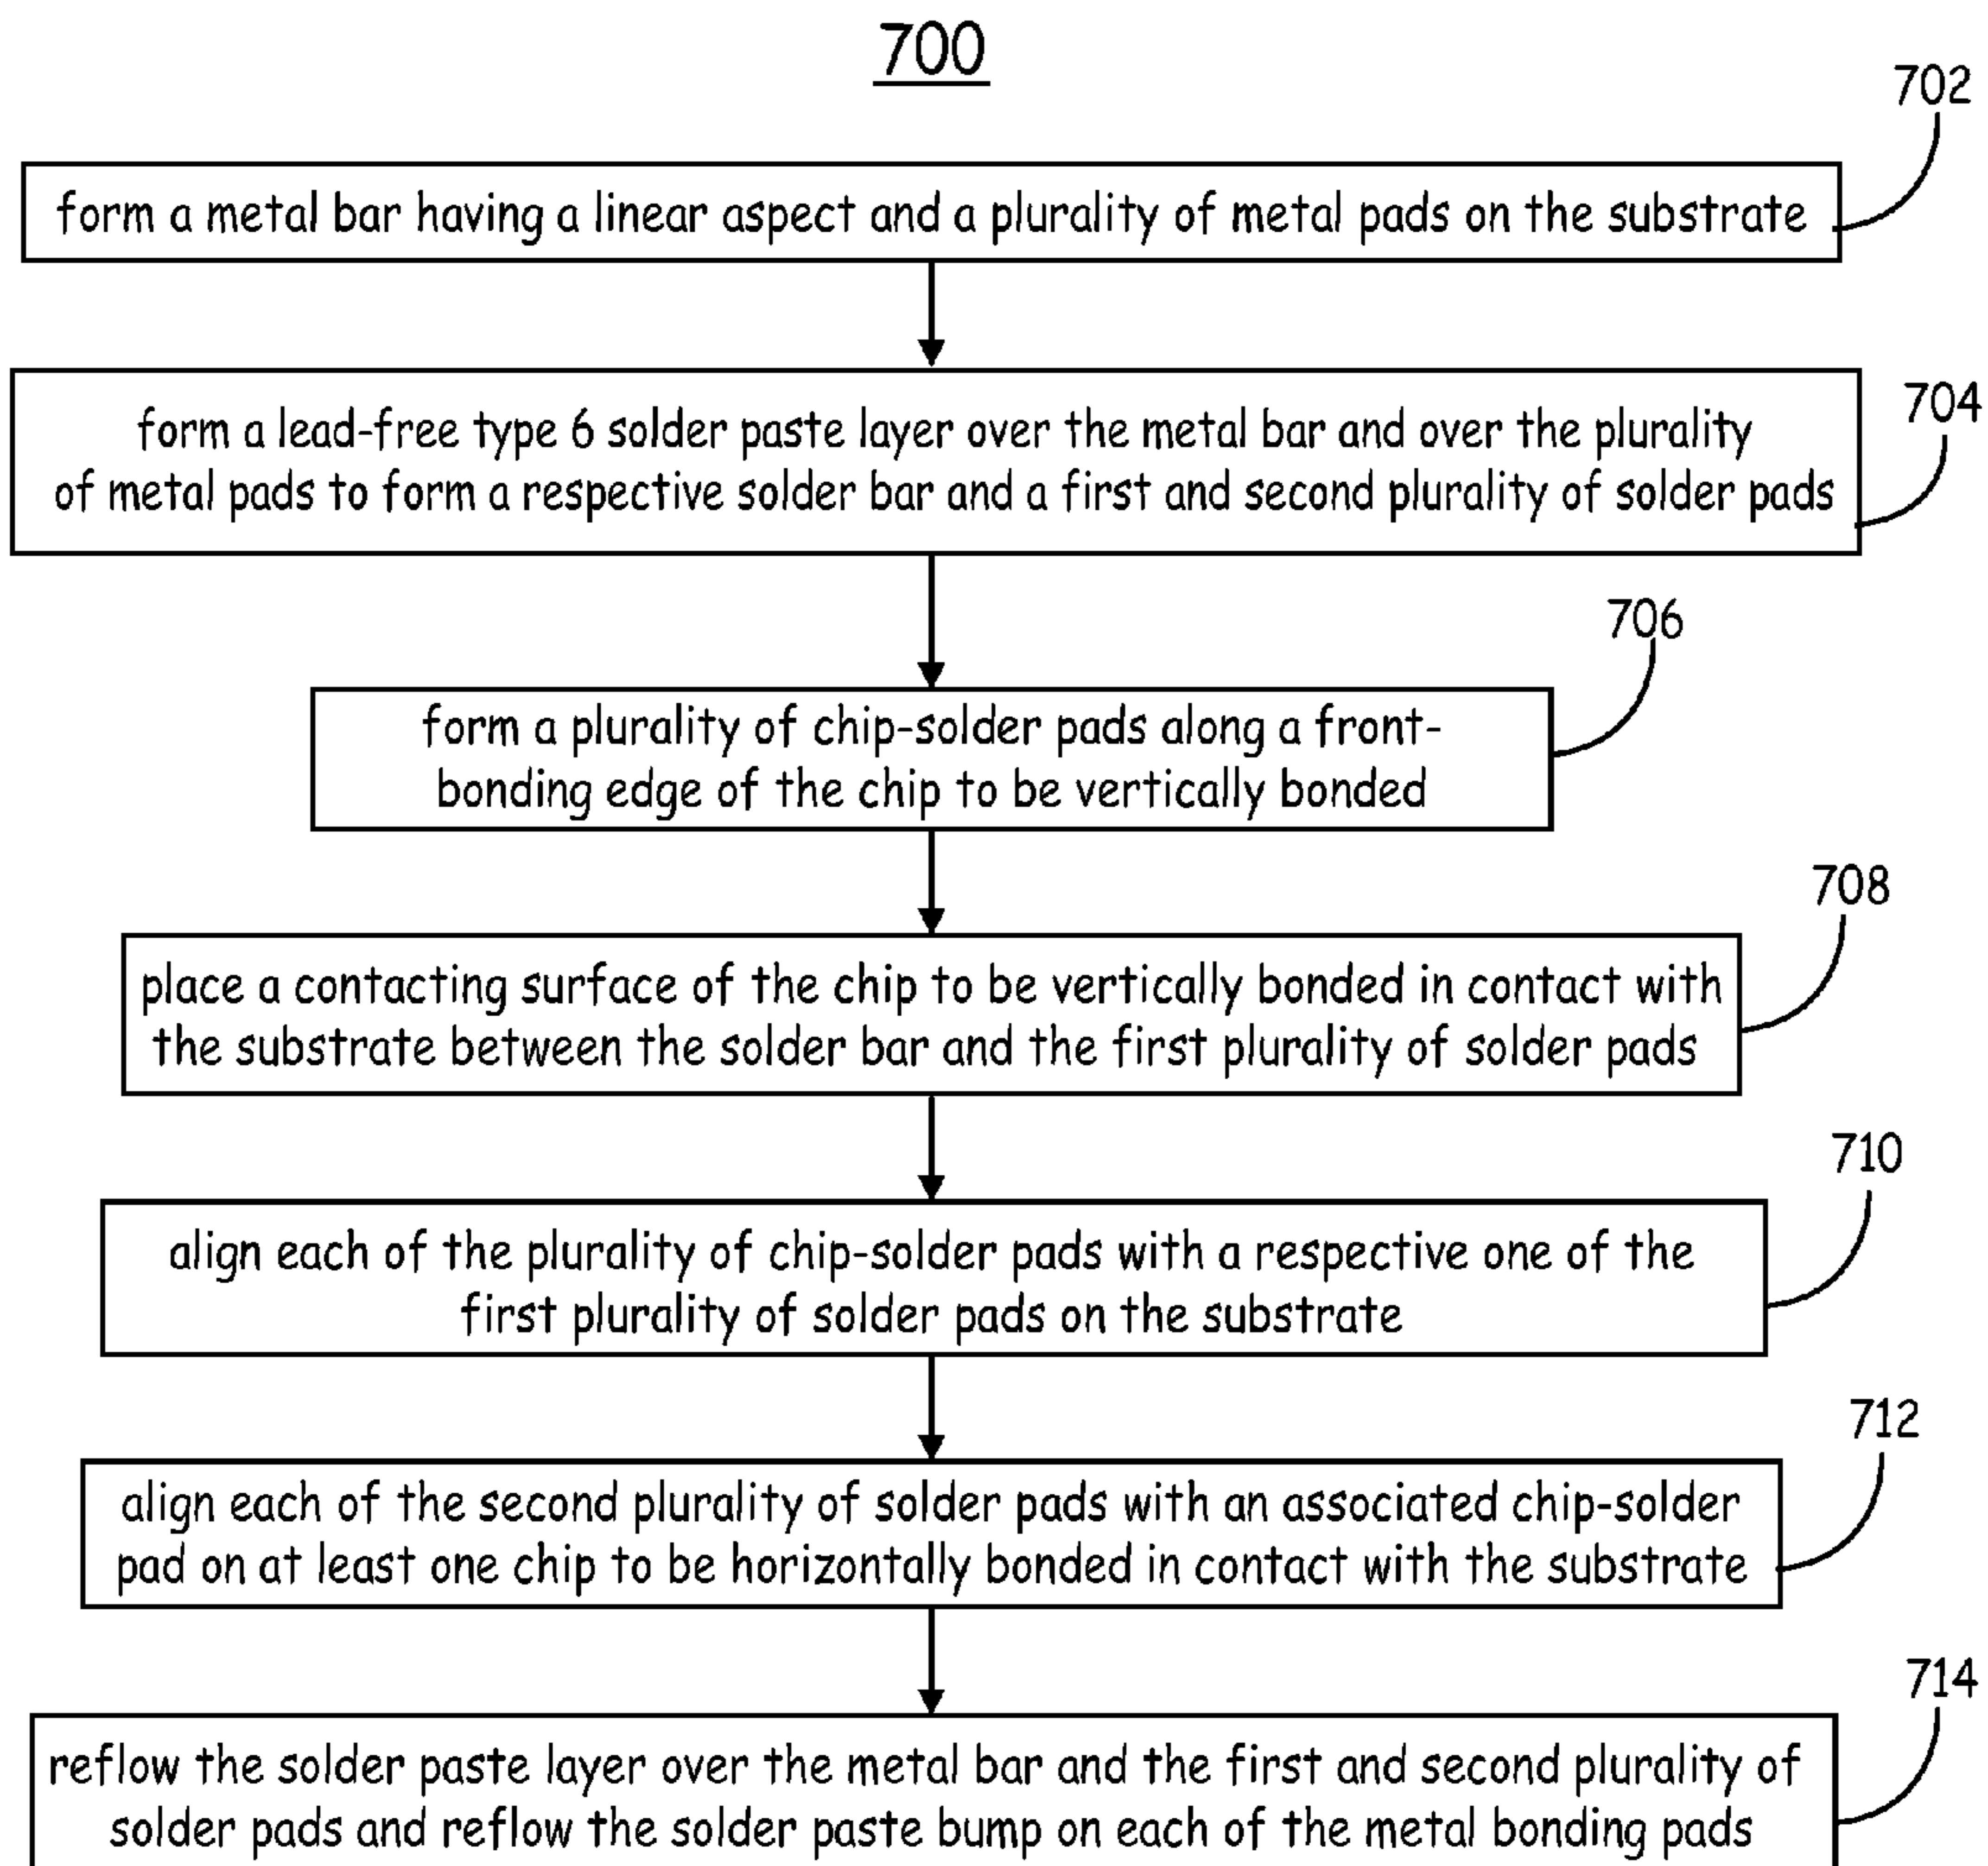 700
702
form a metal bar having a linear aspect and a plurality of metal pads on the substrate
704
form a lead-free type 6 solder paste layer over the metal bar and over the plurality
of metal pads to form a respective solder bar and a first and second plurality of solder pads
706
form a plurality of chip-solder pads along a front-
bonding edge of the chip to be vertically bonded
708
place a contacting surface of the chip to be vertically bonded in contact with
the substrate between the solder bar and the first plurality of solder pads
710
align each of the plurality of chip-solder pads with a respective one of the
first plurality of solder pads on the substrate
712
align each of the second plurality of solder pads with an associated chip-solder
pad on at least one chip to be horizontally bonded in contact with the substrate
714
reflow the solder paste layer over the metal bar and the first and second plurality of
solder pads and reflow the solder paste bump on each of the metal bonding pads